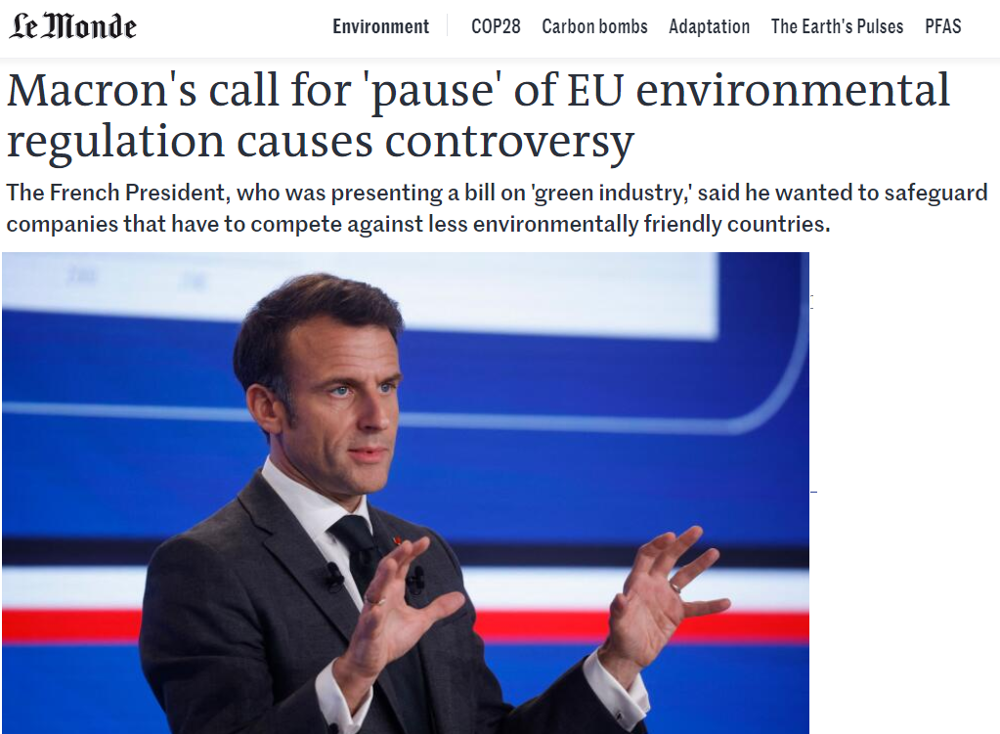 Le Monde
Environment COP28 Carbon bombs Adaptation The Earth's Pulses PFAS
Macron's call for 'pause' of EU environmental
regulation causes controversy
The French President, who was presenting a bill on 'green industry,' said he wanted to safeguard
companies that have to compete against less environmentally friendly countries.